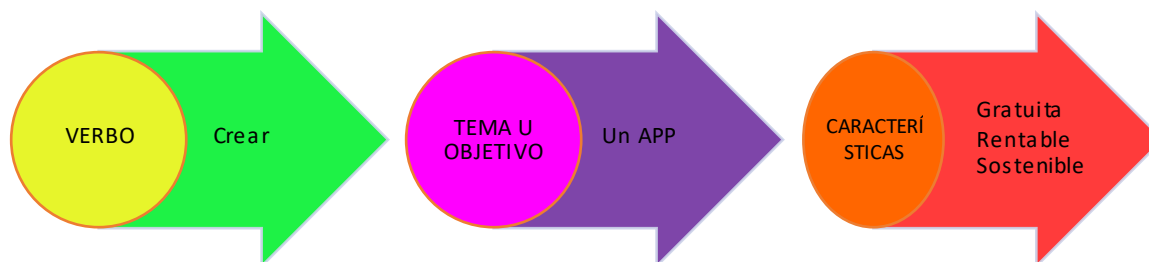 VERBO
Crear
TEMA U
OBJETIVO
Un APP
CARACTERÍ
STICAS
Gratuita
Rentable
Sostenible